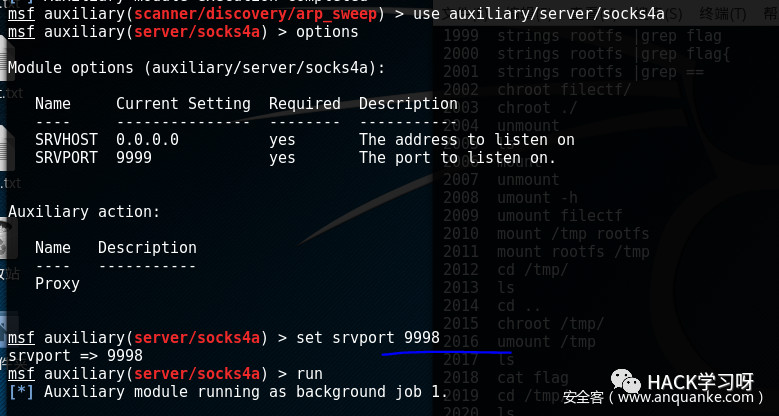 msf auxiliary(scanner/discovery/arp_sweep) > use auxiliary/server/socks4a
msf auxiliary(server/socks4a) > options
Module options (auxiliary/server/socks4a):
Name Current Setting Required Description
---- --------------- -------- -----------
SRVHOST 0.0.0.0 yes The address to listen on
SRVPORT 9999 yes The port to listen on.
Auxiliary action:
Name Description
---- -----------
Proxy
msf auxiliary(server/socks4a) > set srvport 9998
srvport => 9998
msf auxiliary(server/socks4a) > run
[*] Auxiliary module running as background job 1.
终端(T)
1999 strings rootfs |grep flag
2000 strings rootfs |grep flag{
2001 strings rootfs |grep ==
2002 chroot filectf/
2003 chroot ./
2004 unmount
2007 unmount
2008 umount -h
2009 umount filectf
2010 mount /tmp rootfs
2011 mount rootfs /tmp
2012 cd /tmp/
2013 ls
2014 cd ..
2015 chroot /tmp/
2016 umount /tmp
2017 ls
2018 cat flag
2019 cd /tmp
2020 ls
HACK学习呀
安全客（www.anquanke.com）